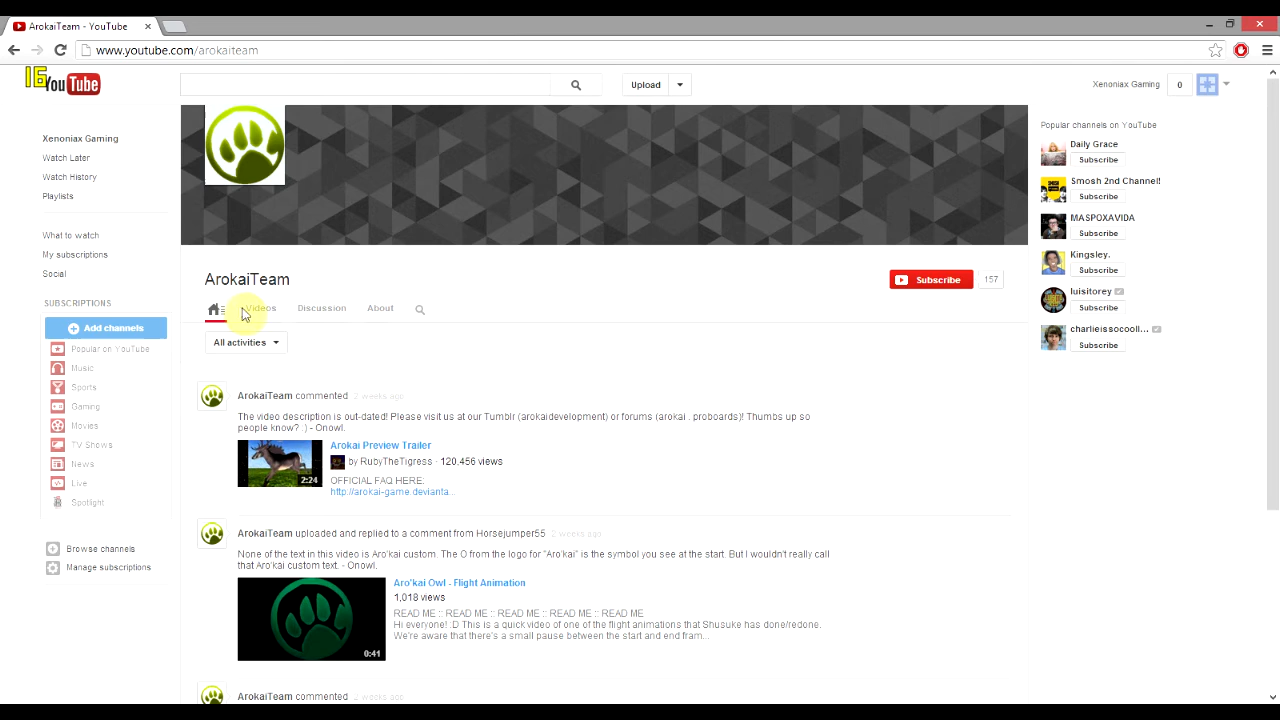 ArokaiTeam - YouTube
www.youtube.com/arokaiteam
16
YouTube
Upload
Xenoniax Gaming
0
Xenoniax Gaming
Watch Later
Watch History
Playlists
What to watch
My subscriptions
Social
SUBSCRIPTIONS
Add channels
Popular on YouTube
Music
Sports
Gaming
Movies
TV Shows
News
Live
Spotlight
Browse channels
Manage subscriptions
ArokaiTeam
Subscribe
157
Videos
Discussion
About
All activities
ArokaiTeam commented 2 weeks ago
The video description is out-dated! Please visit us at our Tumblr (arokaidevelopment) or forums (arokai . proboards)! Thumbs up so
people know? :) - Onowl.
Arokai Preview Trailer
by RubyTheTigress - 120,456 views
2:24
OFFICIAL FAQ HERE:
http://arokai-game.devianta...
ArokaiTeam uploaded and replied to a comment from Horsejumper55 2 weeks ago
None of the text in this video is Aro'kai custom. The O from the logo for "Aro'kai" is the symbol you see at the start. But I wouldn't really call
that Aro'kai custom text. - Onowl.
Aro'kai Owl - Flight Animation
1,018 views
READ ME :: READ ME :: READ ME :: READ ME :: READ ME
Hi everyone! :D This is a quick video of one of the flight animations that Shusuke has done/redone.
We're aware that there's a small pause between the start and end fram...
0:41
ArokaiTeam commented 2 weeks ago
Popular channels on YouTube
Daily Grace
Subscribe
Smosh 2nd Channel!
Subscribe
MASPOXAVIDA
Subscribe
Kingsley.
Subscribe
luisitorey
Subscribe
charlieissocooll...
Subscribe